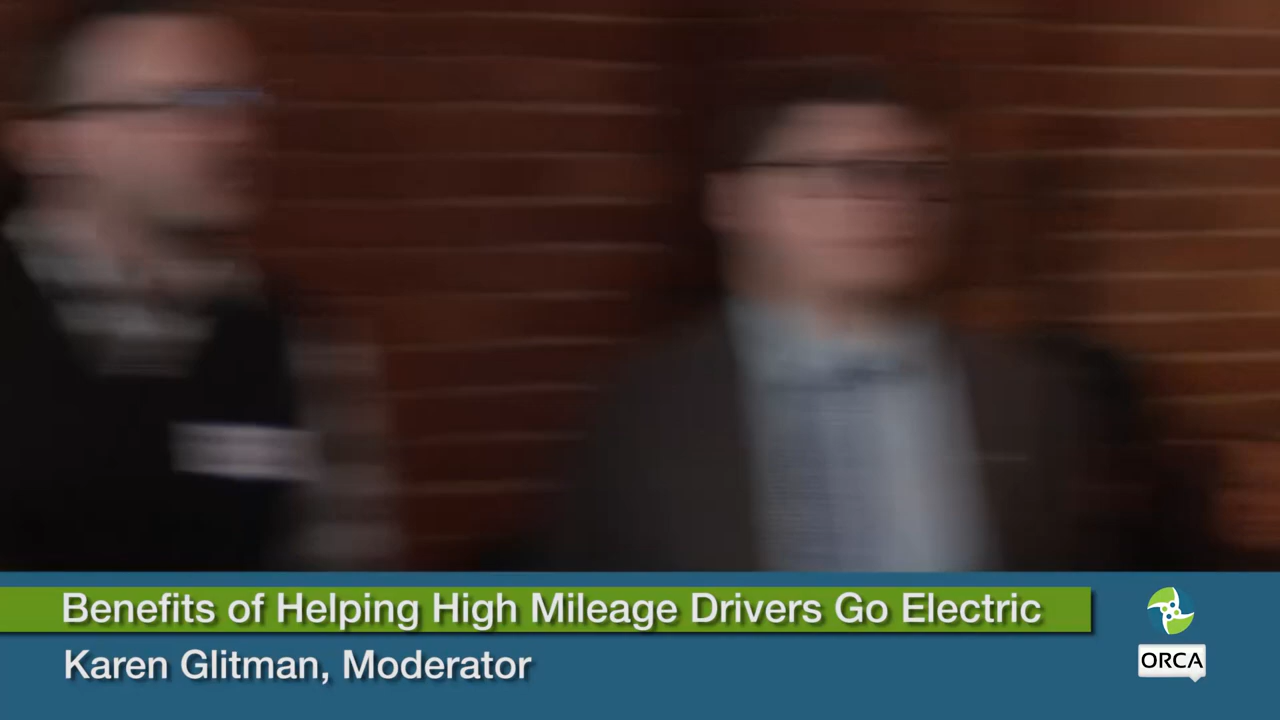 Benefits of Helping High Mileage Drivers Go Electric
Karen Glitman, Moderator
ORCA